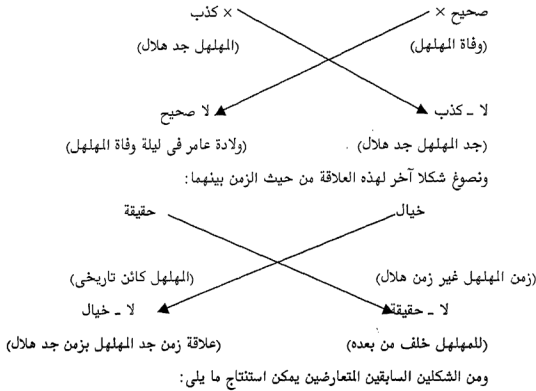 صحيح × × كذب
(وفاة المهلهل) (المهلهل جد هلال)
لا ـ كذب لا صحيح
(جد المهلهل جد هلال) (ولادة عامر فى ليلة وفاة المهلهل)
ونصوغ شكلا آخر لهذه العلاقة من حيث الزمن بينهما:
خيال حقيقة
(زمن المهلهل غير زمن هلال) (المهلهل كائن تاريخى)
لا ـ حقيقة لا ـ خيال
(للمهلهل خلف من بعده) (علاقة زمن جد المهلهل بزمن جد هلال)
ومن الشكلين السابقين المتعارضين يمكن استنتاج ما يلى: